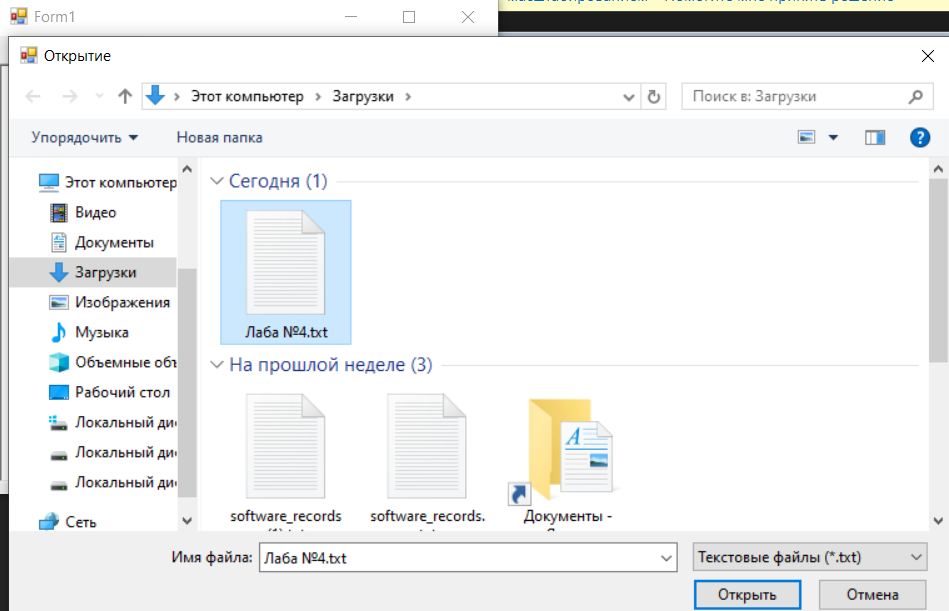 Form1
Открытие
Этот компьютер
Загрузки
Поиск в: Загрузки
Упорядочить
Новая папка
Этот компьютер
Видео
Документы
Загрузки
Изображения
Музыка
Объемные объ
Рабочий стол
Локальный ди
Локальный ди
Локальный ди
Сеть
Сегодня (1)
Лаба №4.txt
На прошлой неделе (3)
software_records
software_records.
Документы -
Имя файла:
Лаба №4.txt
Текстовые файлы (*.txt)
Открыть
Отмена